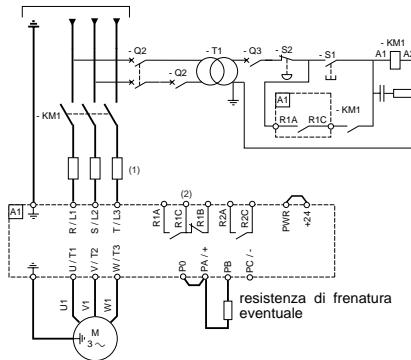 - Q2
- T1
- Q3
- S2
- S1
- KM1
A1
A2
- Q2
A1
- KM1
R1A
R1C
- KM1
(1)
A1
R / L1
S / L2
T / L3
(2)
R1A
R1C
R1B
R2A
R2C
PWR
+24
U / T1
V / T2
W / T3
P0
PA / +
PB
PC / -
U1
V1
W1
M
3 ~
resistenza di frenatura
eventuale